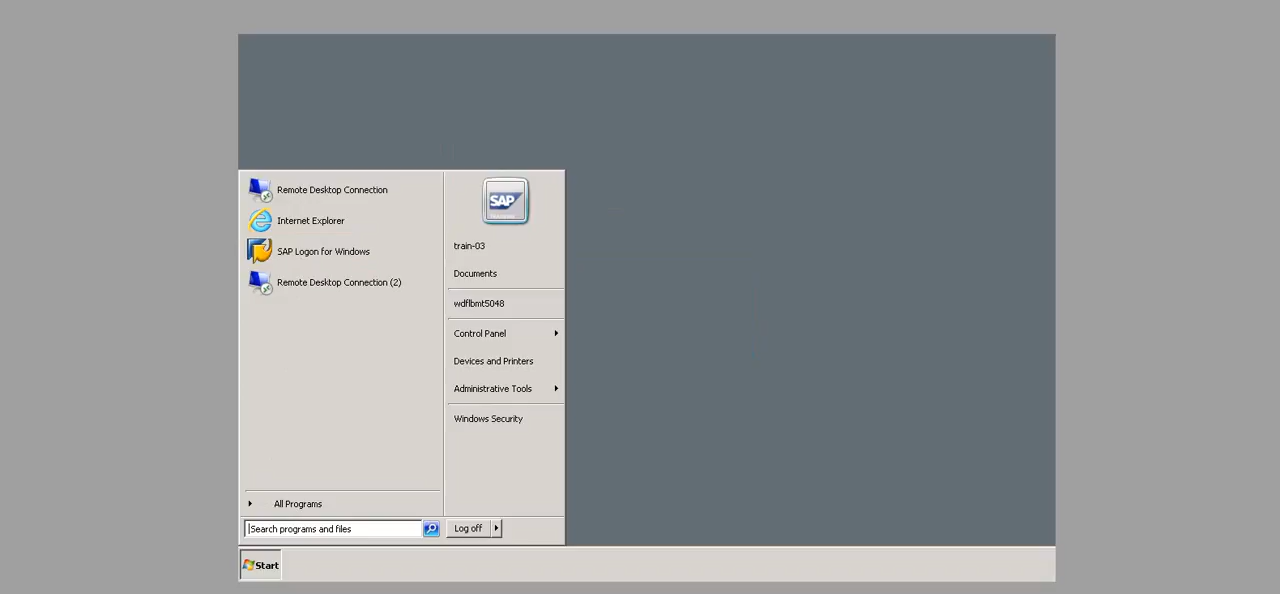 Remote Desktop Connection
Internet Explorer
SAP Logon for Windows
Remote Desktop Connection (2)
All Programs
Search programs and files
SAP
train-03
Documents
wdflbmt5048
Control Panel
Devices and Printers
Administrative Tools
Windows Security
Log off
Start